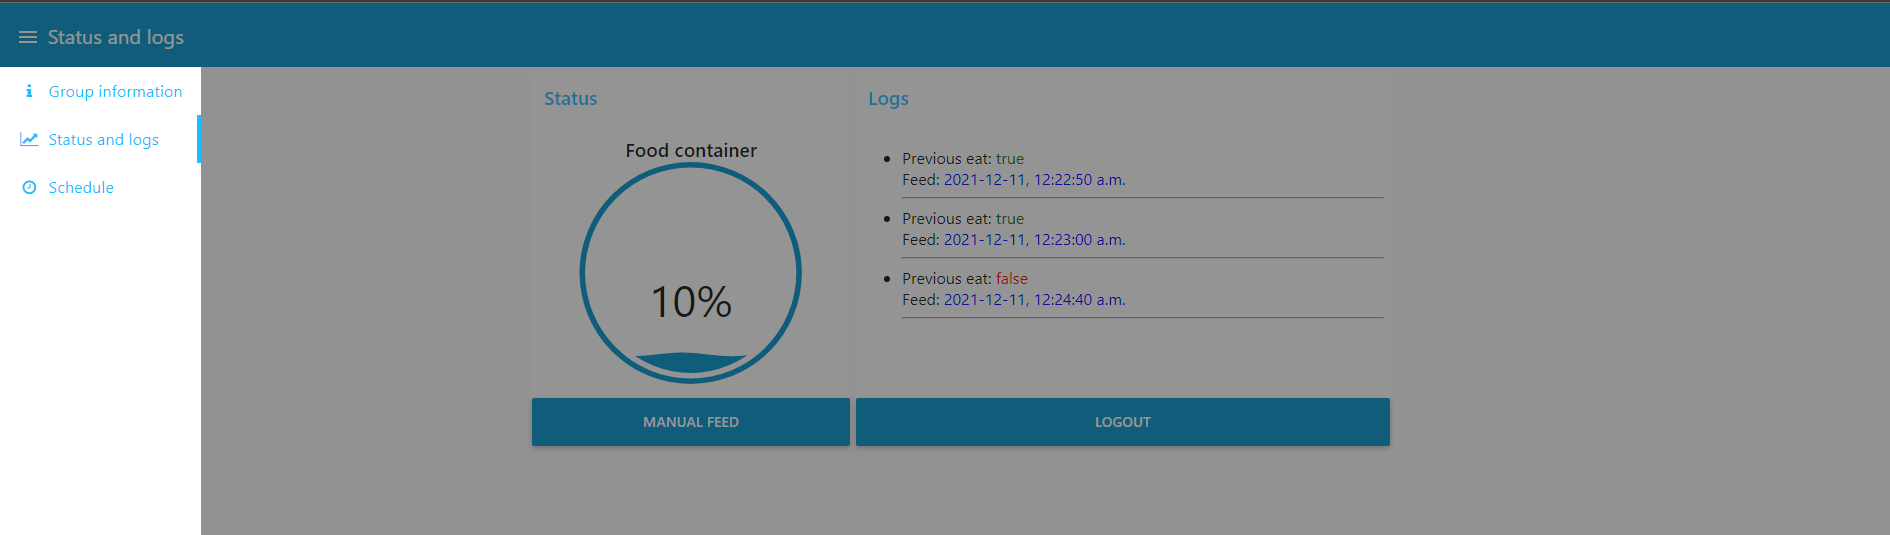 Status and logs
Group information
Status and logs
Schedule
Status
Food container
10%
MANUAL FEED
Logs
Previous eat: true
Feed: 2021-12-11, 12:22:50 a.m.
Previous eat: true
Feed: 2021-12-11, 12:23:00 a.m.
Previous eat: false
Feed: 2021-12-11, 12:24:40 a.m.
LOGOUT